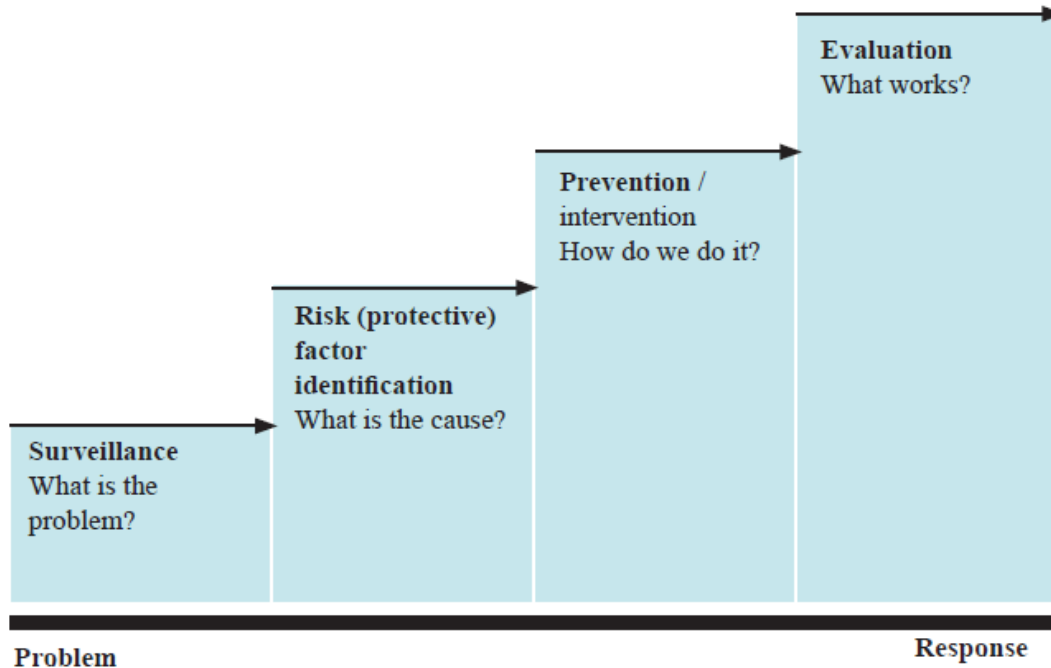 Surveillance
What is the
problem?
Risk (protective)
factor
identification
What is the cause?
Prevention /
intervention
How do we do it?
Evaluation
What works?
Problem
Response